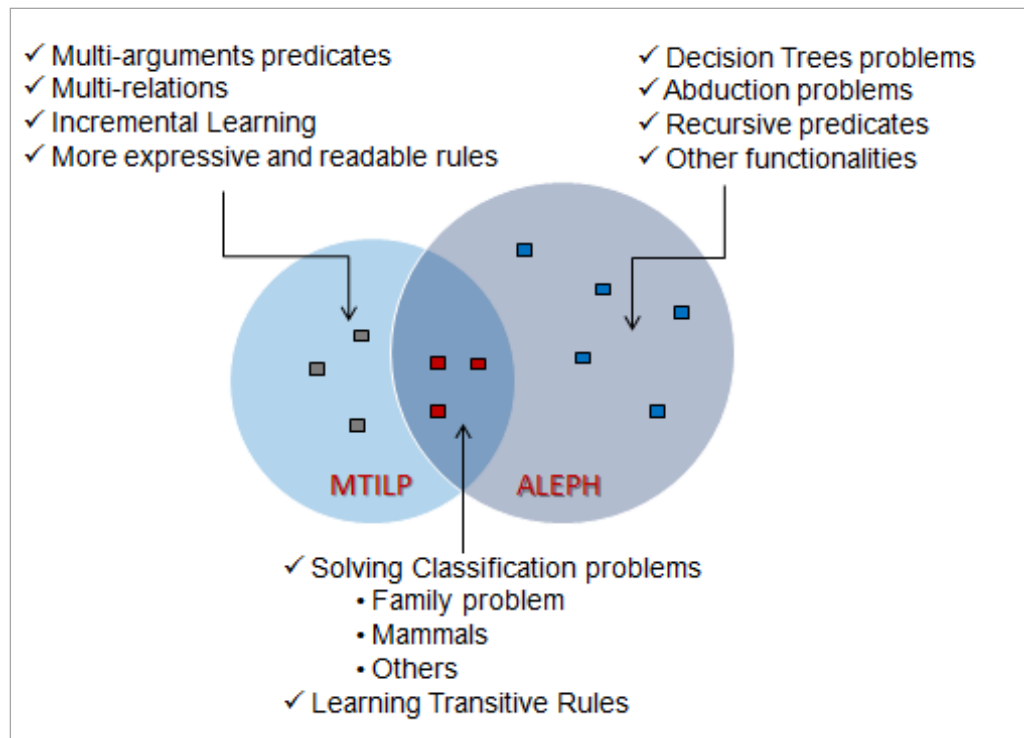 ✓ Multi-arguments predicates
✓ Multi-relations
✓ Incremental Learning
✓ More expressive and readable rules
✓ Decision Trees problems
✓ Abduction problems
✓ Recursive predicates
✓ Other functionalities
MTILP
ALEPH
✓ Solving Classification problems
• Family problem
• Mammals
• Others
✓ Learning Transitive Rules